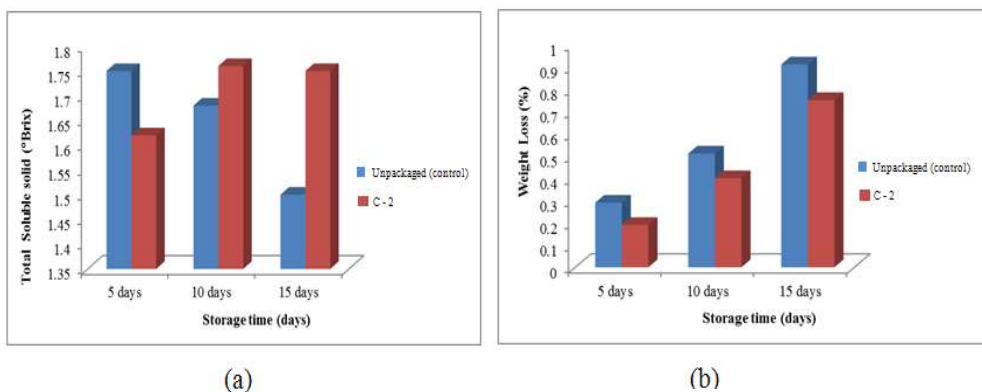 Total Soluble solid (°Brix)
1.8
1.75
1.7
1.65
1.6
1.55
1.5
1.45
1.4
1.35
5 days
10 days
15 days
Storage time (days)
Unpackaged (control)
C - 2
(a)
Weight Loss (%)
1
0.9
0.8
0.7
0.6
0.5
0.4
0.3
0.2
0.1
0
5 days
10 days
15 days
Storage time (days)
Unpackaged (control)
C - 2
(b)